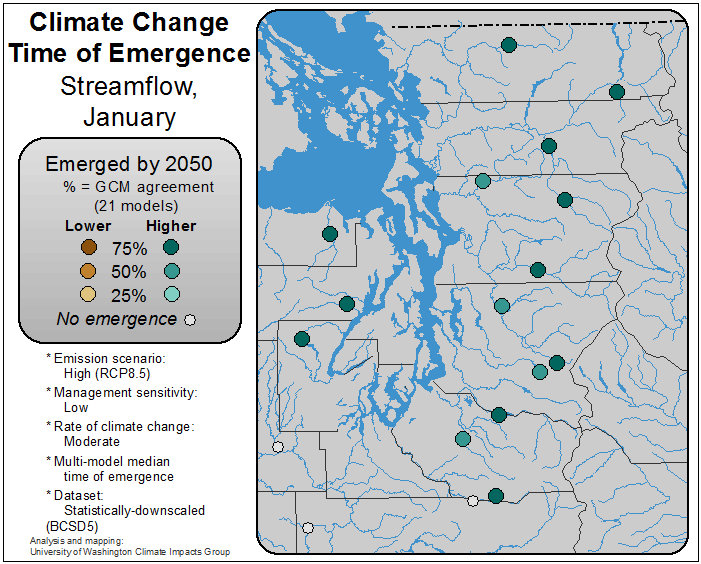 Climate Change
Time of Emergence
Streamflow,
January
Emerged by 2050
% = GCM agreement
(21 models)
Lower Higher
75%
50%
25%
No emergence
* Emission scenario:
High (RCP8.5)
* Management sensitivity:
Low
* Rate of climate change:
Moderate
* Multi-model median
time of emergence
* Dataset:
Statistically-downscaled
(BCSD5)
Analysis and mapping:
University of Washington Climate Impacts Group